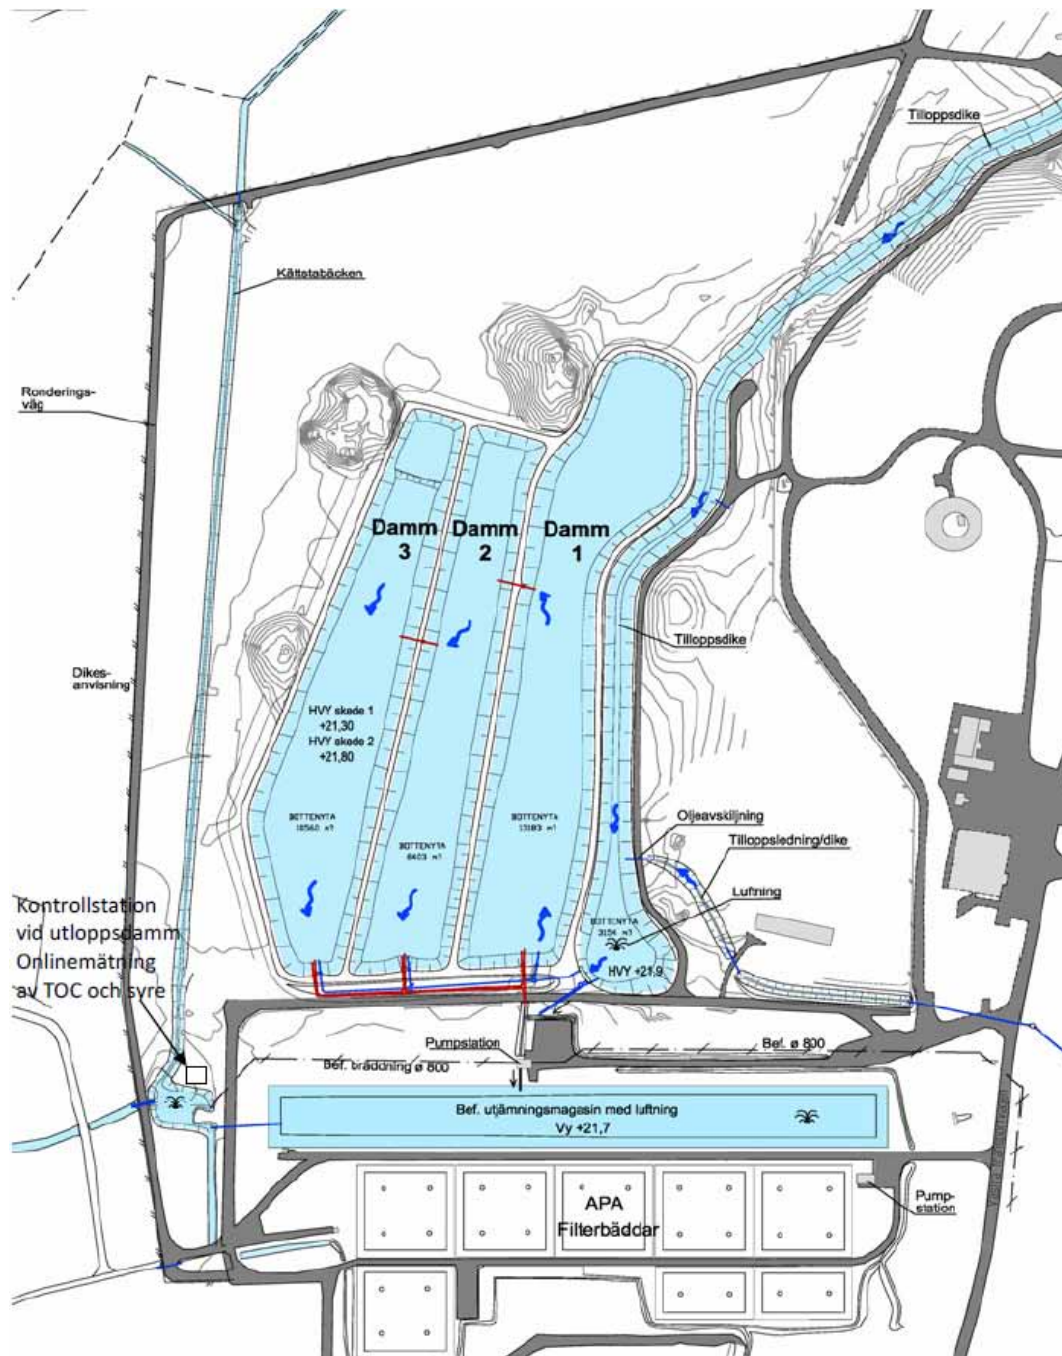 Tilloppsdike
Kättstabäcken
Ronderings-
väg
Damm
3
Damm
2
Damm
1
Tilloppsdike
Dikes-
anvisning
HVY skede 1
+21,30
HVY skede 2
+21,80
BOTTENYTA
BOTTENYTA
BOTTENYTA
Oljeavskiljning
Tilloppsledning/dike
Luftning
BOTTENYTA
HVY +21,9
Kontrollstation
vid utloppsdamm
Onlinemätning
av TOC och syre
Pumpstation
Bef. ø 800
Bef. bräddning ø 800
Bef. utjämningsmagasin med luftning
Vy +21,7
APA
Filterbäddar
Pump-
station